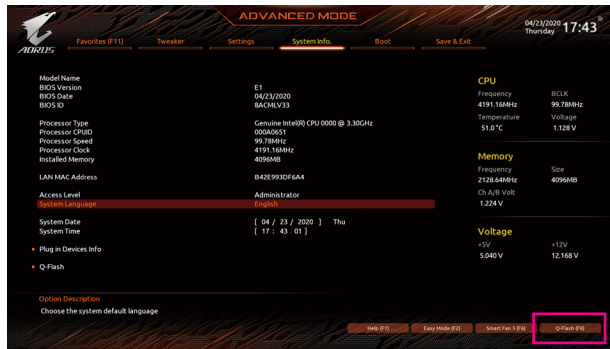 ADVANCED MODE
04/23/2020 Thursday 17:43
AORUS
Favorites (F11) Tweaker Settings System Info. Boot Save & Exit
Model Name
BIOS Version E1
BIOS Date 04/23/2020
BIOS ID 8ACMLV33
Processor Type Genuine Intel(R) CPU 0000 @ 3.30GHz
Processor CPUID 000A0651
Processor Speed 99.78MHz
Processor Clock 4191.16MHz
Installed Memory 4096MB
LAN MAC Address B42E993DF6A4
Access Level Administrator
System Language English
System Date [ 04 / 23 / 2020 ] Thu
System Time [ 17 : 43 : 01 ]
Plug in Devices Info
Q-Flash
CPU
Frequency BCLK
4191.16MHz 99.78MHz
Temperature Voltage
51.0 °C 1.128 V
Memory
Frequency Size
2128.64MHz 4096MB
Ch A/B Volt
1.224 V
Voltage
+5V +12V
5.040 V 12.168 V
Option Description
Choose the system default language
Help (F1) Easy Mode (F2) Smart Fan 5 (F6) Q-Flash (F8)